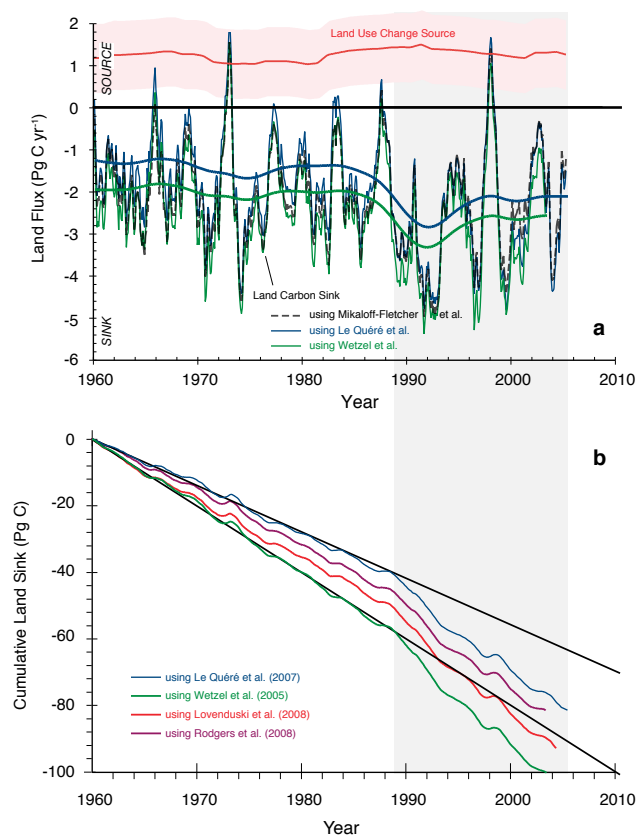 2
1
0
-1
-2
-3
-4
-5
-6
Land Flux (Pg C yr⁻¹)
SOURCE
SINK
Land Use Change Source
Land Carbon Sink
using Mikaloff-Fletcher et al.
using Le Quéré et al.
using Wetzel et al.
a
1960 1970 1980 1990 2000 2010
Year
b
0
-20
-40
-60
-80
-100
Cumulative Land Sink (Pg C)
using Le Quéré et al. (2007)
using Wetzel et al. (2005)
using Lovenduski et al. (2008)
using Rodgers et al. (2008)
1960 1970 1980 1990 2000 2010
Year